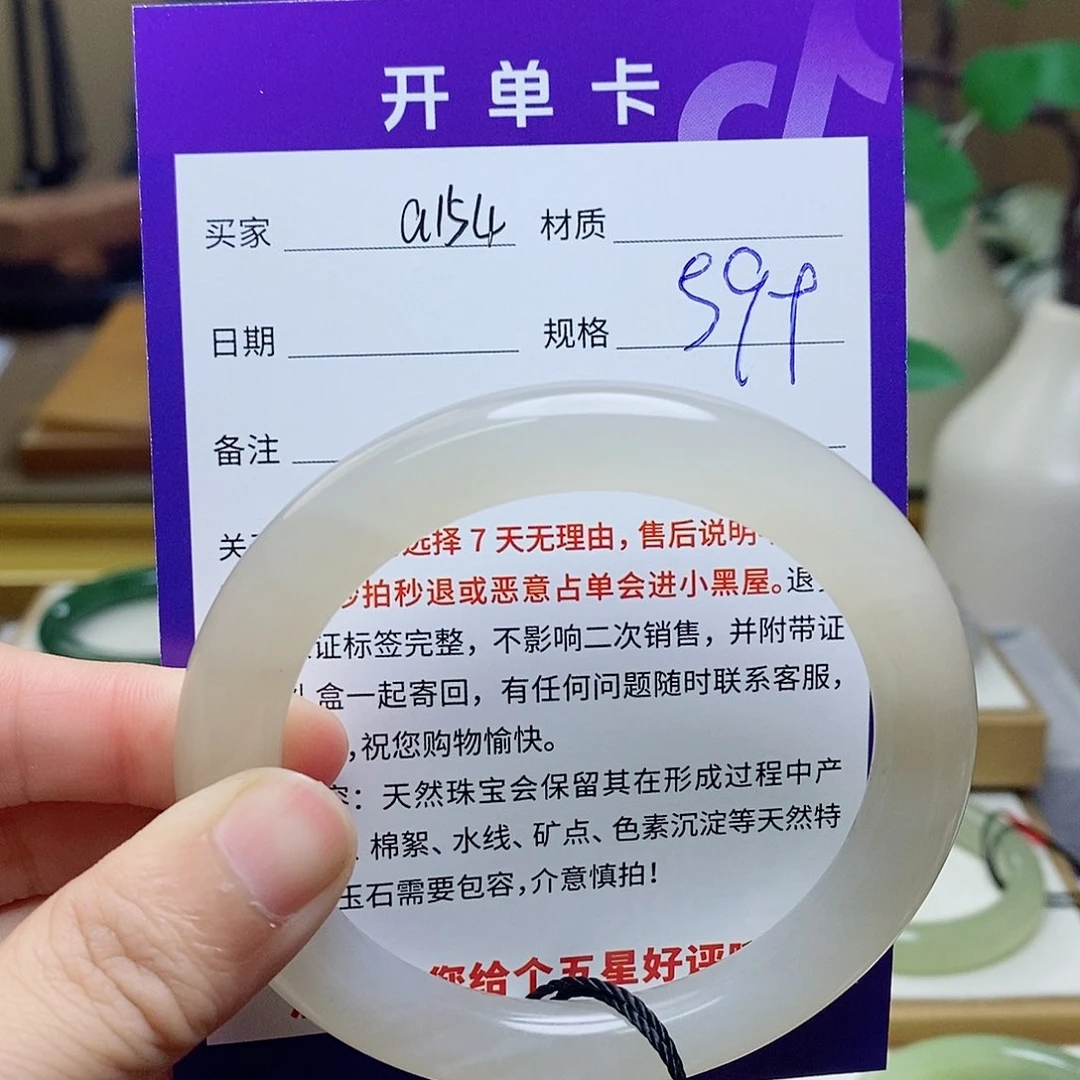 开单卡
买家 a154 材质
日期 规格 59
备注
关
选择7天无理由，售后说明
秒拍秒退或恶意占单会进小黑屋。退
证标签完整，不影响二次销售，并附带证
盒一起寄回，有任何问题随时联系客服，
，祝您购物愉快。
容：天然珠宝会保留其在形成过程中产
棉絮、水线、矿点、色素沉淀等天然特
玉石需要包容，介意慎拍！
您给个五星好评